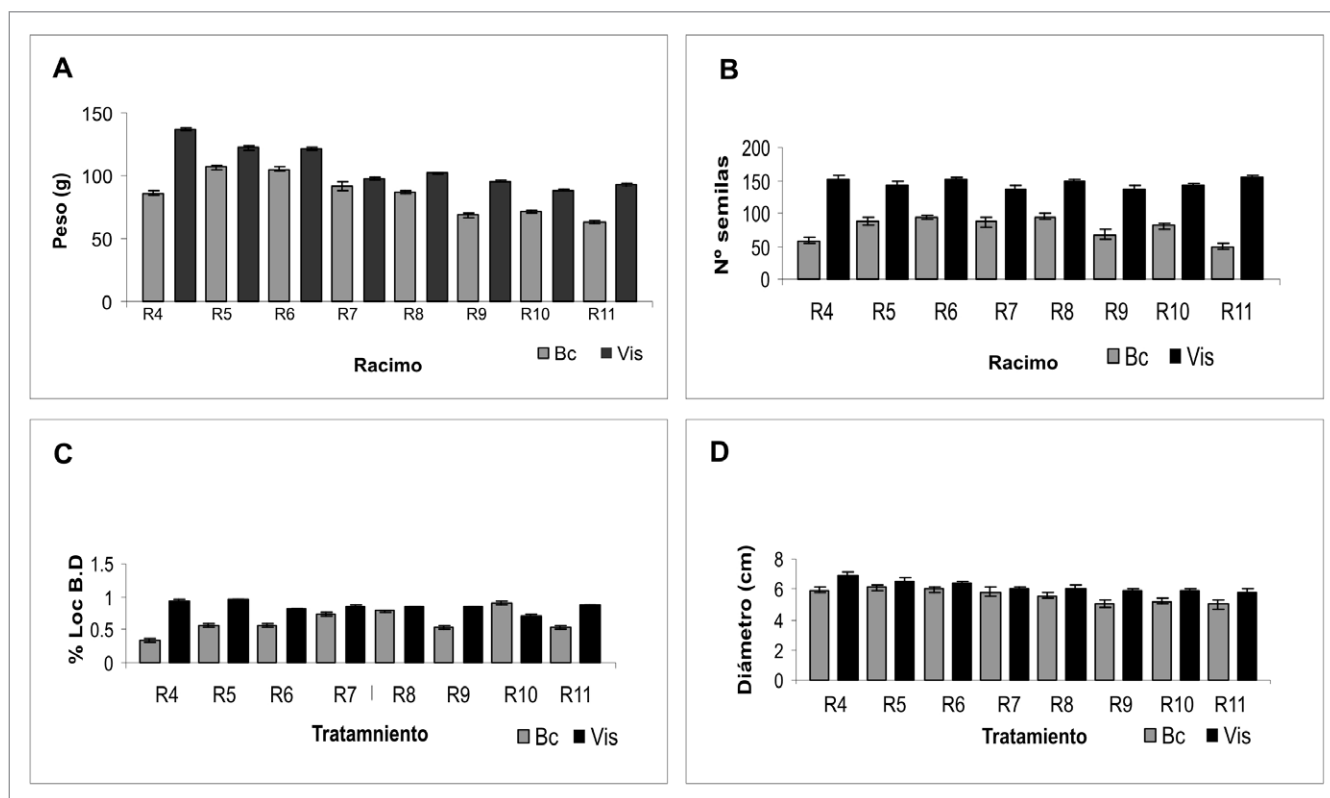 A
Peso (g)
150
100
50
0
R4 R5 R6 R7 R8 R9 R10 R11
Racimo
Bc Vis
B
Nº semilas
200
150
100
50
0
R4 R5 R6 R7 R8 R9 R10 R11
Racimo
Bc Vis
C
% Loc B.D
1.5
1
0.5
0
R4 R5 R6 R7 R8 R9 R10 R11
Tratamniento
Bc Vis
D
Diámetro (cm)
8
6
4
2
0
R4 R5 R6 R7 R8 R9 R10 R11
Tratamiento
Bc Vis